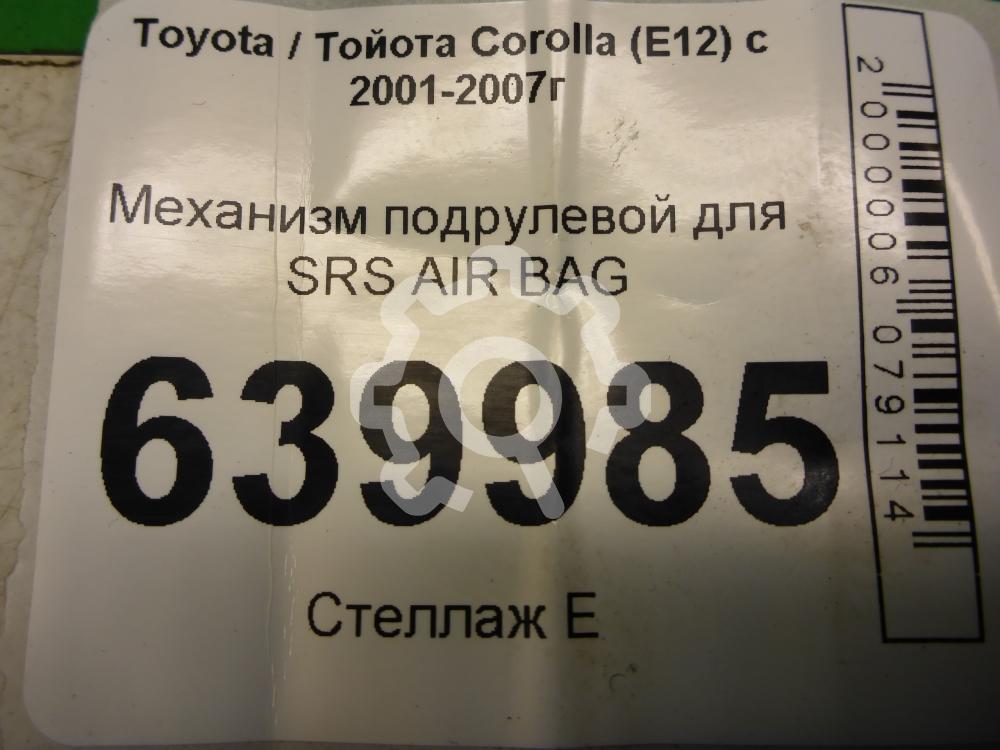 Toyota / Тойота Corolla (E12) с
2001-2007г
Механизм подрулевой для
SRS AIR BAG
639985
Стеллаж Е
2000006079114